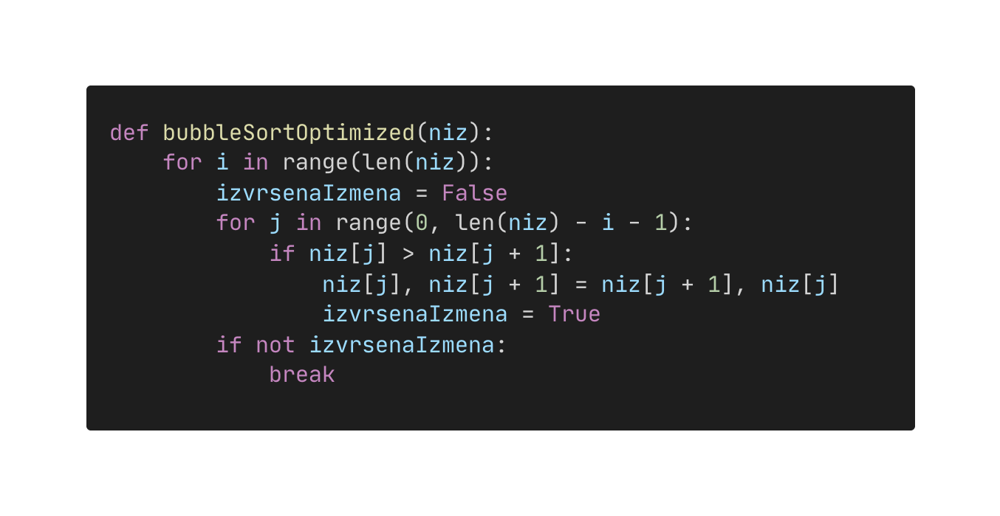 def bubbleSortOptimized(niz):
    for i in range(len(niz)):
        izvrsenaIzmena = False
        for j in range(0, len(niz) - i - 1):
            if niz[j] > niz[j + 1]:
                niz[j], niz[j + 1] = niz[j + 1], niz[j]
                izvrsenaIzmena = True
        if not izvrsenaIzmena:
            break